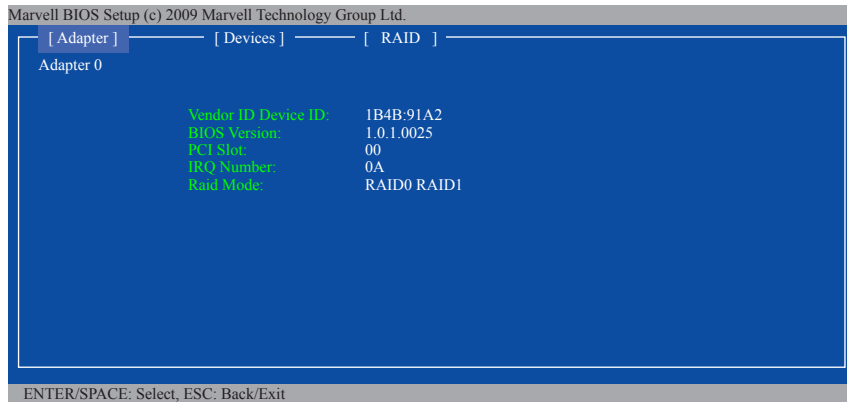 Marvell BIOS Setup (c) 2009 Marvell Technology Group Ltd.
[ Adapter ] [ Devices ] [ RAID ]
Adapter 0
Vendor ID Device ID: 1B4B:91A2
BIOS Version: 1.0.1.0025
PCI Slot: 00
IRQ Number: 0A
Raid Mode: RAID0 RAID1
ENTER/SPACE: Select, ESC: Back/Exit